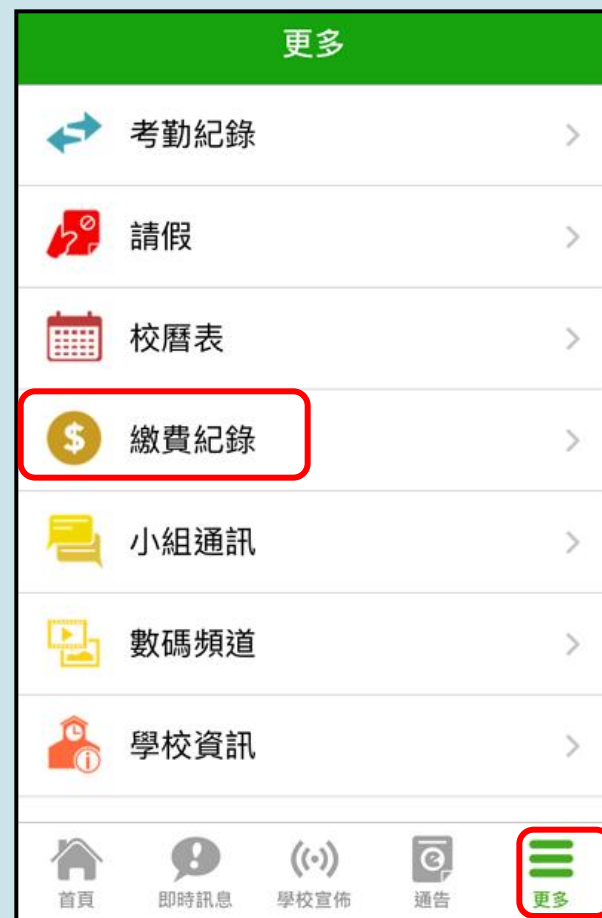 更多
考勤紀錄
請假
校曆表
$ 繳費紀錄
小組通訊
數碼頻道
學校資訊
首頁 即時訊息 學校宣佈 通告 更多